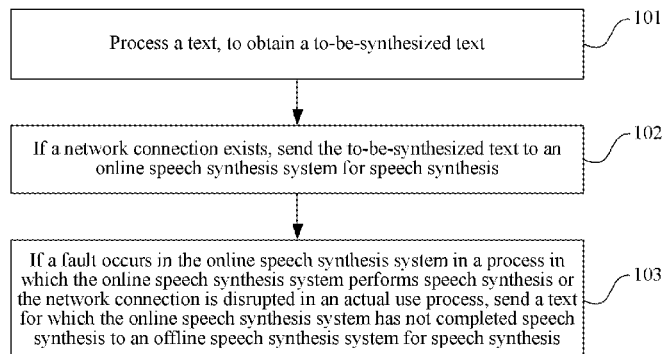 101
Process a text, to obtain a to-be-synthesized text
102
If a network connection exists, send the to-be-synthesized text to an
online speech synthesis system for speech synthesis
If a fault occurs in the online speech synthesis system in a process in
which the online speech synthesis system performs speech synthesis or
the network connection is disrupted in an actual use process, send a text
for which the online speech synthesis system has not completed speech
synthesis to an offline speech synthesis system for speech synthesis
103